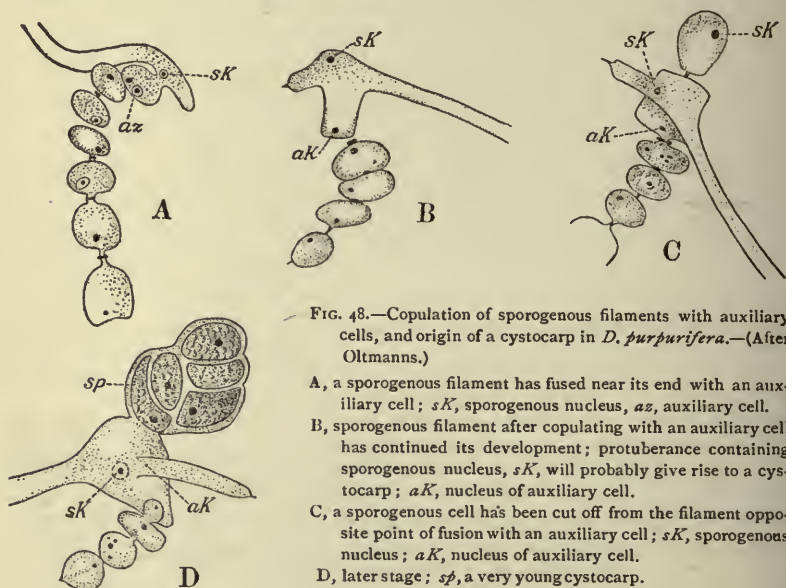 sK
az
A
sK
aK
B
sK
sK
aK
C
sp
sK
aK
D
FIG. 48.—Copulation of sporogenous filaments with auxiliary
cells, and origin of a cystocarp in D. purpurifera.—(After
Oltmanns.)
A, a sporogenous filament has fused near its end with an aux-
iliary cell; sK, sporogenous nucleus, az, auxiliary cell.
B, sporogenous filament after copulating with an auxiliary cell
has continued its development; protuberance containing
sporogenous nucleus, sK, will probably give rise to a cys-
tocarp; aK, nucleus of auxiliary cell.
C, a sporogenous cell has been cut off from the filament oppo-
site point of fusion with an auxiliary cell; sK, sporogenous
nucleus; aK, nucleus of auxiliary cell.
D, later stage; sp, a very young cystocarp.